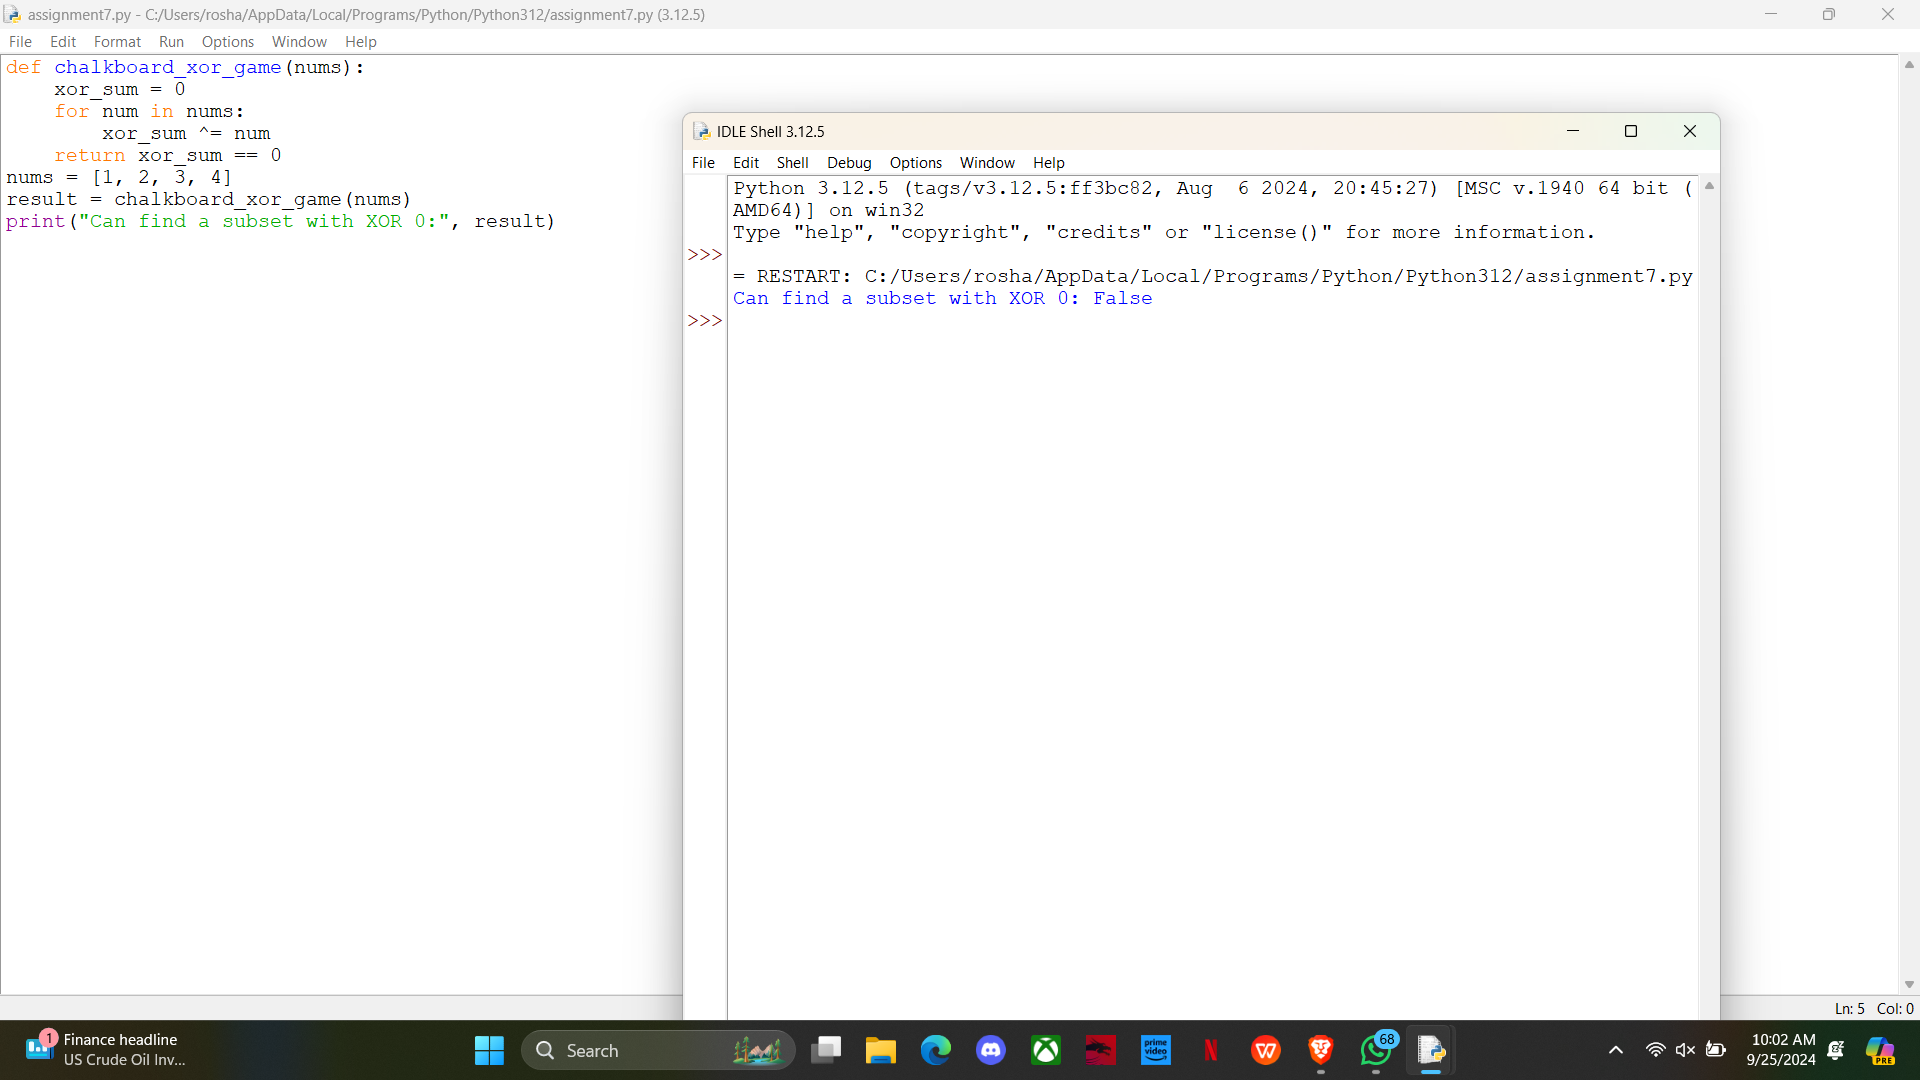 assignment7.py - C:/Users/rosha/AppData/Local/Programs/Python/Python312/assignment7.py (3.12.5)
File Edit Format Run Options Window Help
def chalkboard_xor_game(nums):
    xor_sum = 0
    for num in nums:
        xor_sum ^= num
    return xor_sum == 0
nums = [1, 2, 3, 4]
result = chalkboard_xor_game(nums)
print("Can find a subset with XOR 0:", result)
IDLE Shell 3.12.5
File Edit Shell Debug Options Window Help
Python 3.12.5 (tags/v3.12.5:ff3bc82, Aug  6 2024, 20:45:27) [MSC v.1940 64 bit (
AMD64)] on win32
Type "help", "copyright", "credits" or "license()" for more information.
>>>
= RESTART: C:/Users/rosha/AppData/Local/Programs/Python/Python312/assignment7.py
Can find a subset with XOR 0: False
>>>
Ln: 5 Col: 0
1
Finance headline
US Crude Oil Inv...
Search
prime video
N
W
68
10:02 AM
9/25/2024
PRE